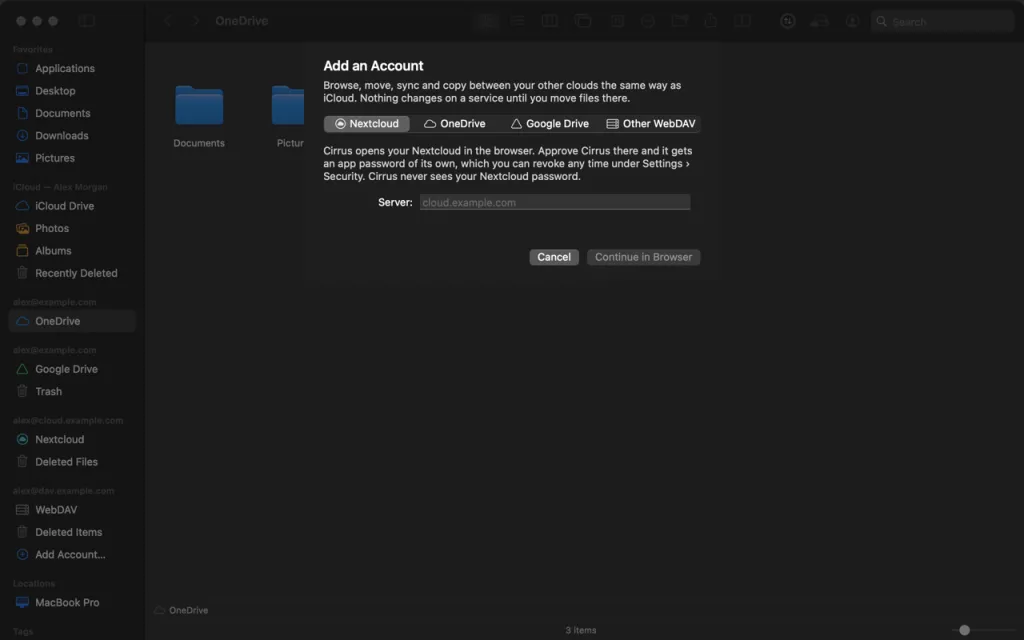 OneDrive
Search
Favorites
Applications
Desktop
Documents
Downloads
Pictures
iCloud — Alex Morgan
iCloud Drive
Photos
Albums
Recently Deleted
alex@example.com
OneDrive
alex@example.com
Google Drive
Trash
alex@cloud.example.com
Nextcloud
Deleted Files
alex@dav.example.com
WebDAV
Deleted Items
Add Account...
Locations
MacBook Pro
Tags
Documents
Pictur
Add an Account
Browse, move, sync and copy between your other clouds the same way as
iCloud. Nothing changes on a service until you move files there.
Nextcloud OneDrive Google Drive Other WebDAV
Cirrus opens your Nextcloud in the browser. Approve Cirrus there and it gets
an app password of its own, which you can revoke any time under Settings ›
Security. Cirrus never sees your Nextcloud password.
Server: cloud.example.com
Cancel Continue in Browser
OneDrive
3 items